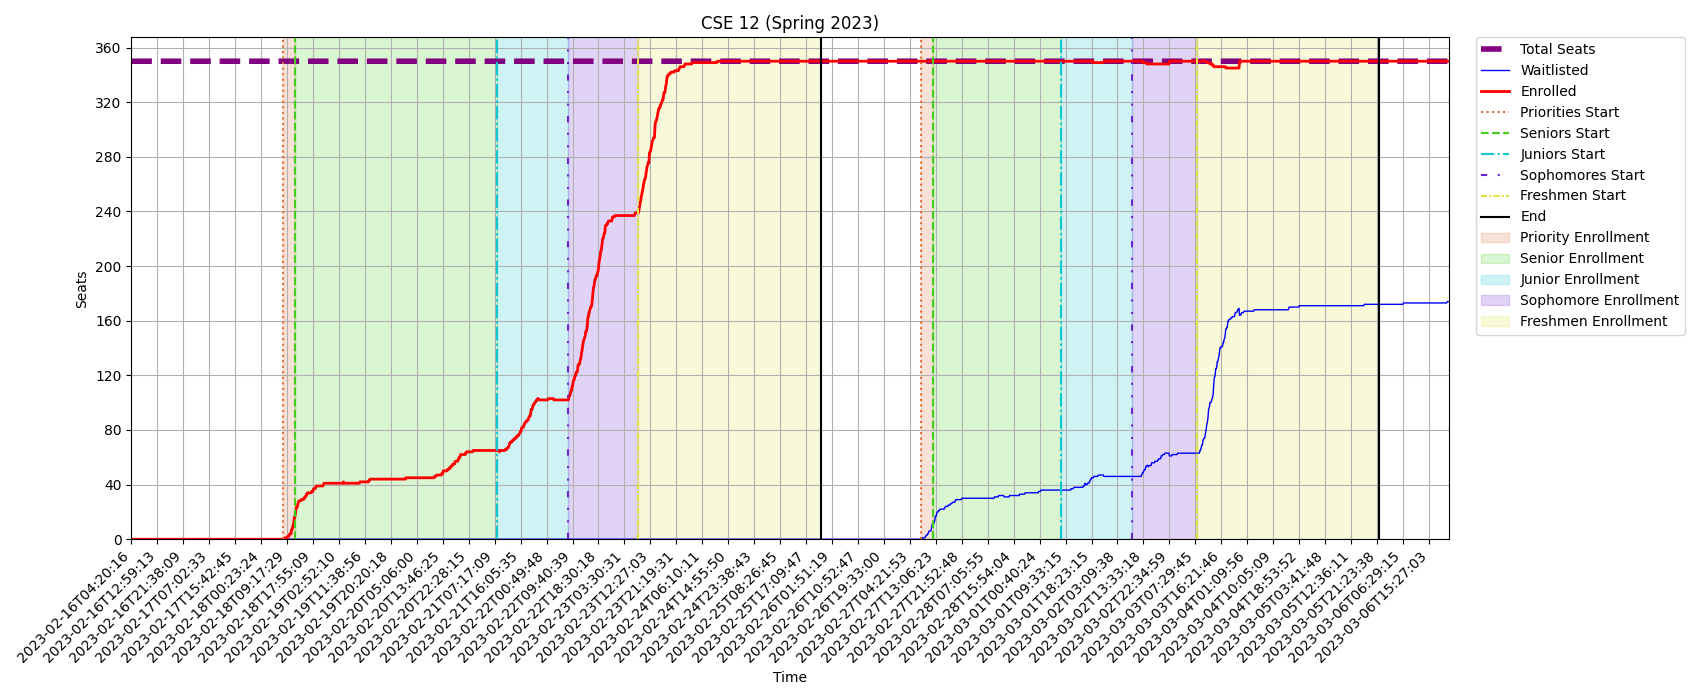 CSE 12 (Spring 2023)
360
320
280
240
200
160
120
80
40
0
Seats
2023-02-16T04:20:16
2023-02-16T12:59:13
2023-02-16T21:38:09
2023-02-17T07:02:33
2023-02-17T15:42:45
2023-02-18T00:23:24
2023-02-18T09:17:29
2023-02-18T17:55:09
2023-02-19T02:52:10
2023-02-19T11:38:56
2023-02-19T20:20:18
2023-02-20T05:06:00
2023-02-20T13:46:25
2023-02-20T22:28:15
2023-02-21T07:17:09
2023-02-21T16:05:35
2023-02-22T00:49:48
2023-02-22T09:40:39
2023-02-22T18:30:18
2023-02-23T03:30:31
2023-02-23T12:27:03
2023-02-23T21:19:31
2023-02-24T06:10:11
2023-02-24T14:55:50
2023-02-24T23:38:43
2023-02-25T08:26:45
2023-02-25T17:09:47
2023-02-26T01:51:19
2023-02-26T10:52:47
2023-02-26T19:33:00
2023-02-27T04:21:53
2023-02-27T13:06:23
2023-02-27T21:52:48
2023-02-28T07:05:55
2023-02-28T15:54:04
2023-03-01T00:40:24
2023-03-01T09:33:15
2023-03-01T18:23:15
2023-03-02T03:09:38
2023-03-02T13:33:18
2023-03-02T22:34:59
2023-03-03T07:29:45
2023-03-03T16:21:46
2023-03-04T01:09:56
2023-03-04T10:05:09
2023-03-04T18:53:52
2023-03-05T03:41:48
2023-03-05T12:36:11
2023-03-05T21:23:38
2023-03-06T06:29:15
2023-03-06T15:27:03
Time
Total Seats
Waitlisted
Enrolled
Priorities Start
Seniors Start
Juniors Start
Sophomores Start
Freshmen Start
End
Priority Enrollment
Senior Enrollment
Junior Enrollment
Sophomore Enrollment
Freshmen Enrollment